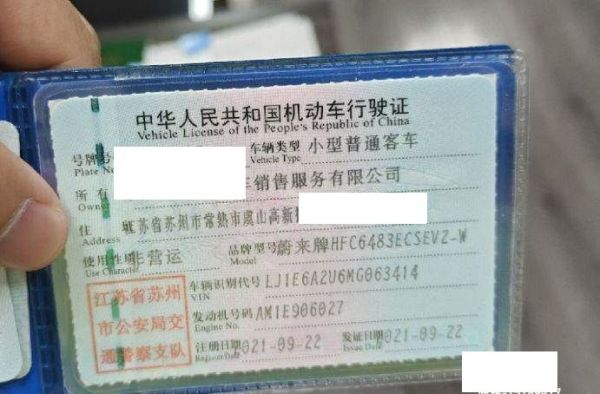 中华人民共和国机动车行驶证
Vehicle License of the People's Republic of China
号牌号 车辆类型 小型普通客车
Plate No Vehicle Type
所有 车销售服务有限公司
Owner
住 江苏省苏州市常熟市虞山高新
Address
使用性质 非营运 品牌型号 蔚来牌HFC6483ECSEV2-W
Use Character Model
江苏省苏州
市公安局交
通警察支队
车辆识别代号 LJ1E6A2U6MG063414
VIN
发动机号码 AM1E906027
Engine No.
注册日期 021-09-22 发证日期 021-09-22
Register Date Issue Date